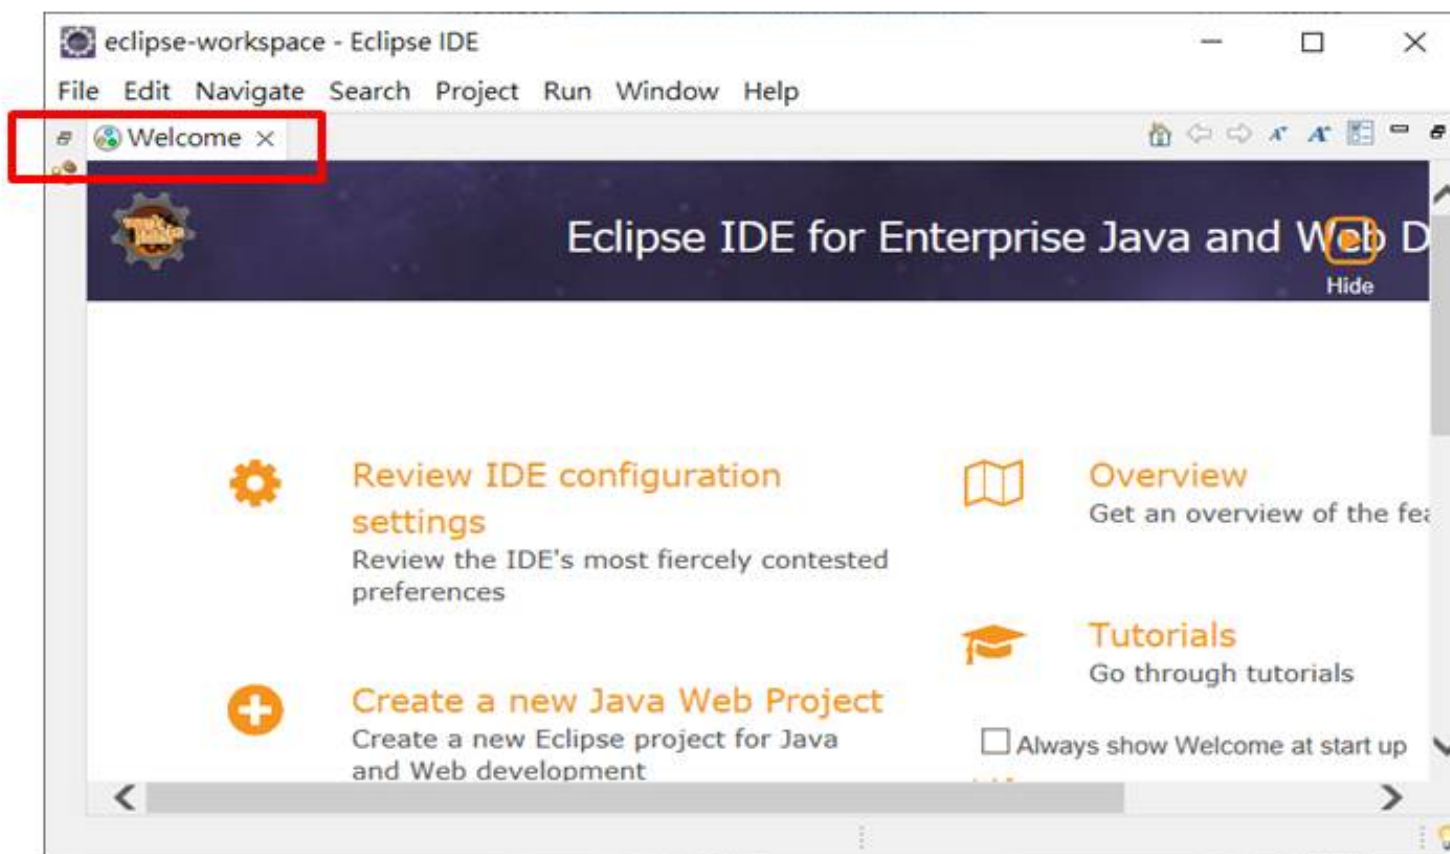 eclipse-workspace - Eclipse IDE
File Edit Navigate Search Project Run Window Help
Welcome
Eclipse IDE for Enterprise Java and Web D
Hide
Review IDE configuration
settings
Review the IDE's most fiercely contested
preferences
Overview
Get an overview of the fea
Tutorials
Go through tutorials
Create a new Java Web Project
Create a new Eclipse project for Java
and Web development
Always show Welcome at start up